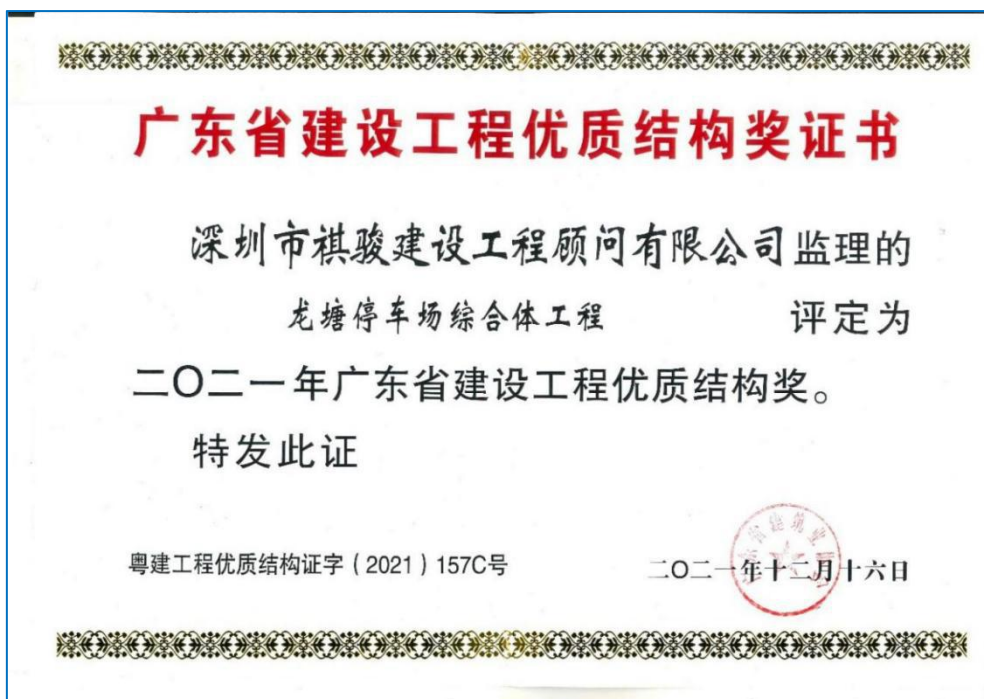 广东省建设工程优质结构奖证书
深圳市祺骏建设工程顾问有限公司监理的
龙塘停车场综合体工程 评定为
二〇二一年广东省建设工程优质结构奖。
特发此证
粤建工程优质结构证字（2021）157C号
二〇二一年十二月十六日